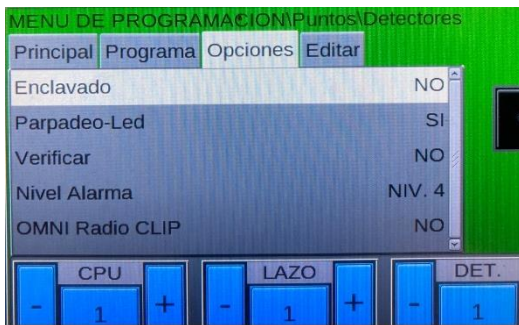 MENU DE PROGRAMACION\Puntos\Detectores
Principal Programa Opciones Editar
Enclavado NO
Parpadeo-Led SI
Verificar NO
Nivel Alarma NIV. 4
OMNI Radio CLIP NO
CPU LAZO DET.
- 1 + - 1 + - 1